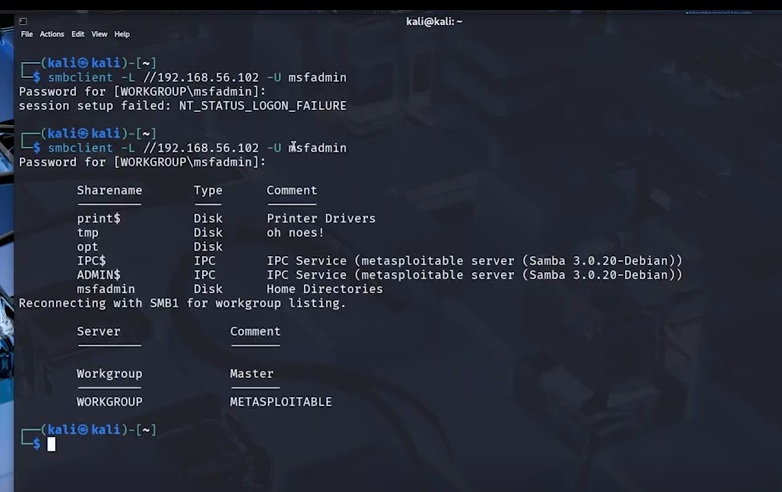 kali@kali: ~
File Actions Edit View Help
(kali㉿kali)-[~]
$ smbclient -L //192.168.56.102 -U msfadmin
Password for [WORKGROUP\msfadmin]:
session setup failed: NT_STATUS_LOGON_FAILURE
(kali㉿kali)-[~]
$ smbclient -L //192.168.56.102 -U msfadmin
Password for [WORKGROUP\msfadmin]:
Sharename Type Comment
print$ Disk Printer Drivers
tmp Disk oh noes!
opt Disk
IPC$ IPC IPC Service (metasploitable server (Samba 3.0.20-Debian))
ADMIN$ IPC IPC Service (metasploitable server (Samba 3.0.20-Debian))
msfadmin Disk Home Directories
Reconnecting with SMB1 for workgroup listing.
Server Comment
Workgroup Master
WORKGROUP METASPLOITABLE
(kali㉿kali)-[~]
$